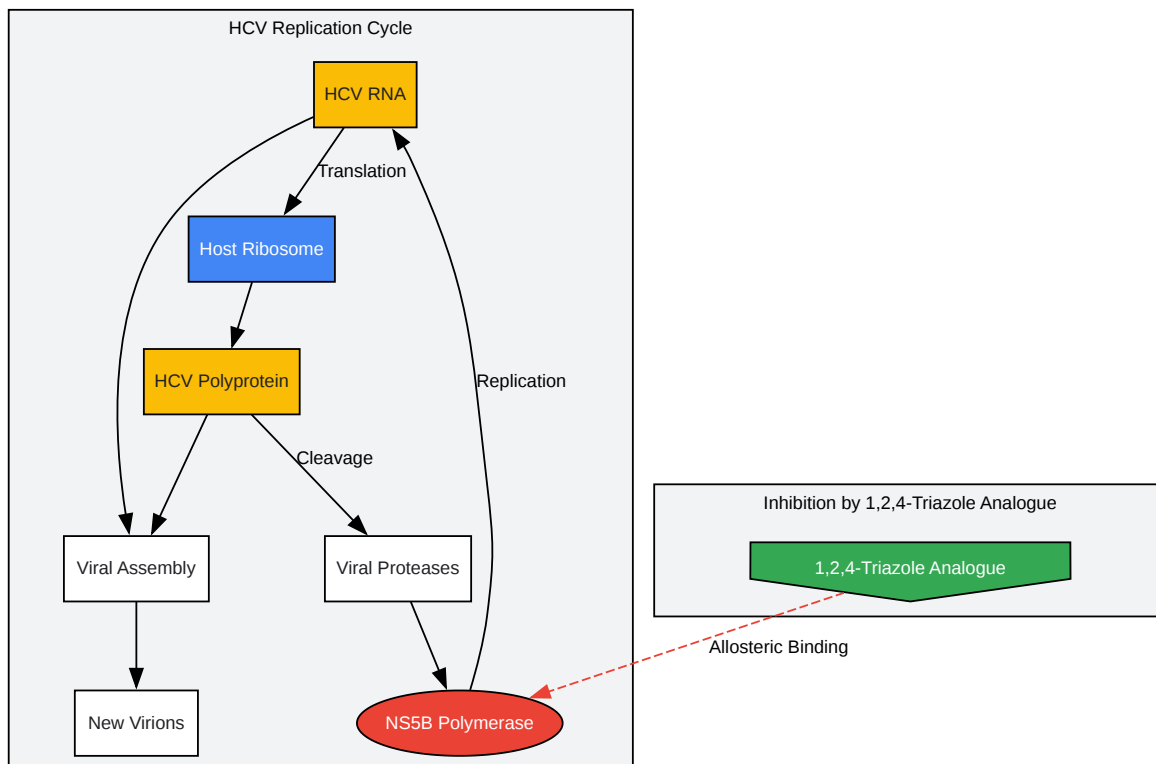 HCV Replication Cycle
HCV RNA
Translation
Host Ribosome
HCV Polyprotein
Replication
Cleavage
Viral Assembly
Viral Proteases
New Virions
NS5B Polymerase
Inhibition by 1,2,4-Triazole Analogue
1,2,4-Triazole Analogue
Allosteric Binding